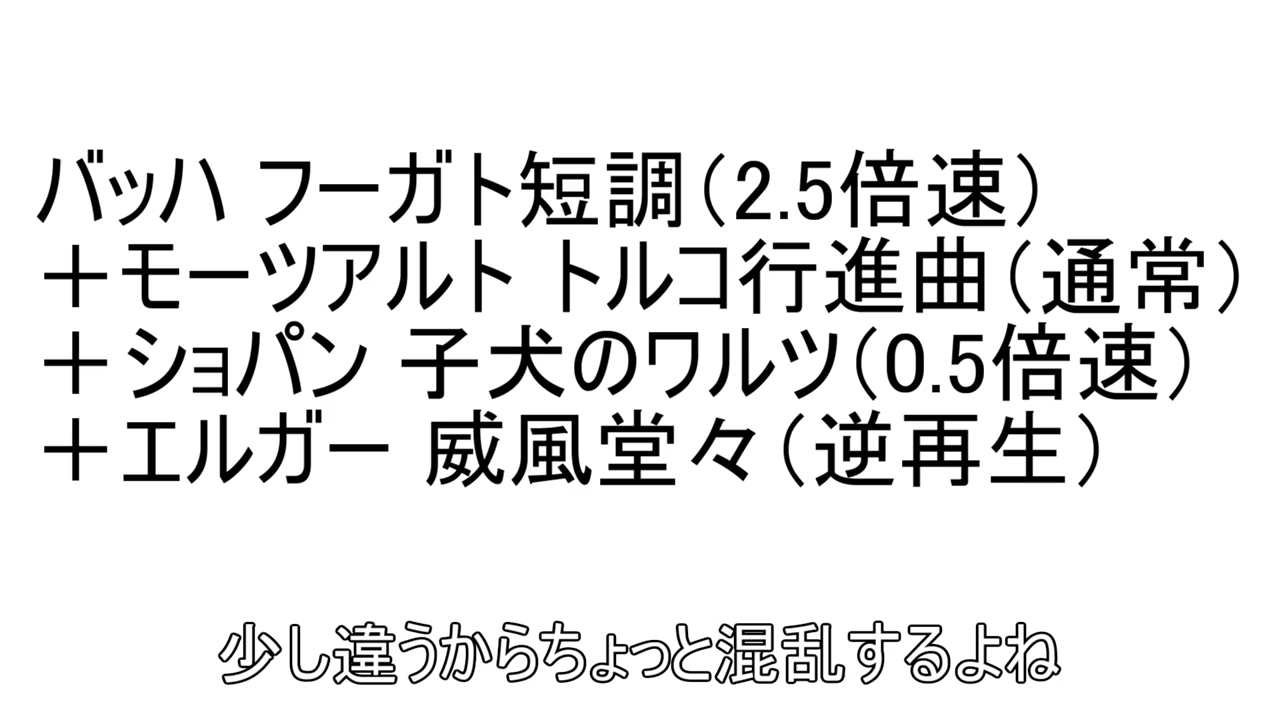 バッハ フーガト短調(2.5倍速)
＋モーツアルト トルコ行進曲(通常)
＋ショパン 子犬のワルツ(0.5倍速)
＋エルガー 威風堂々(逆再生)
少し違うからちょっと混乱するよね